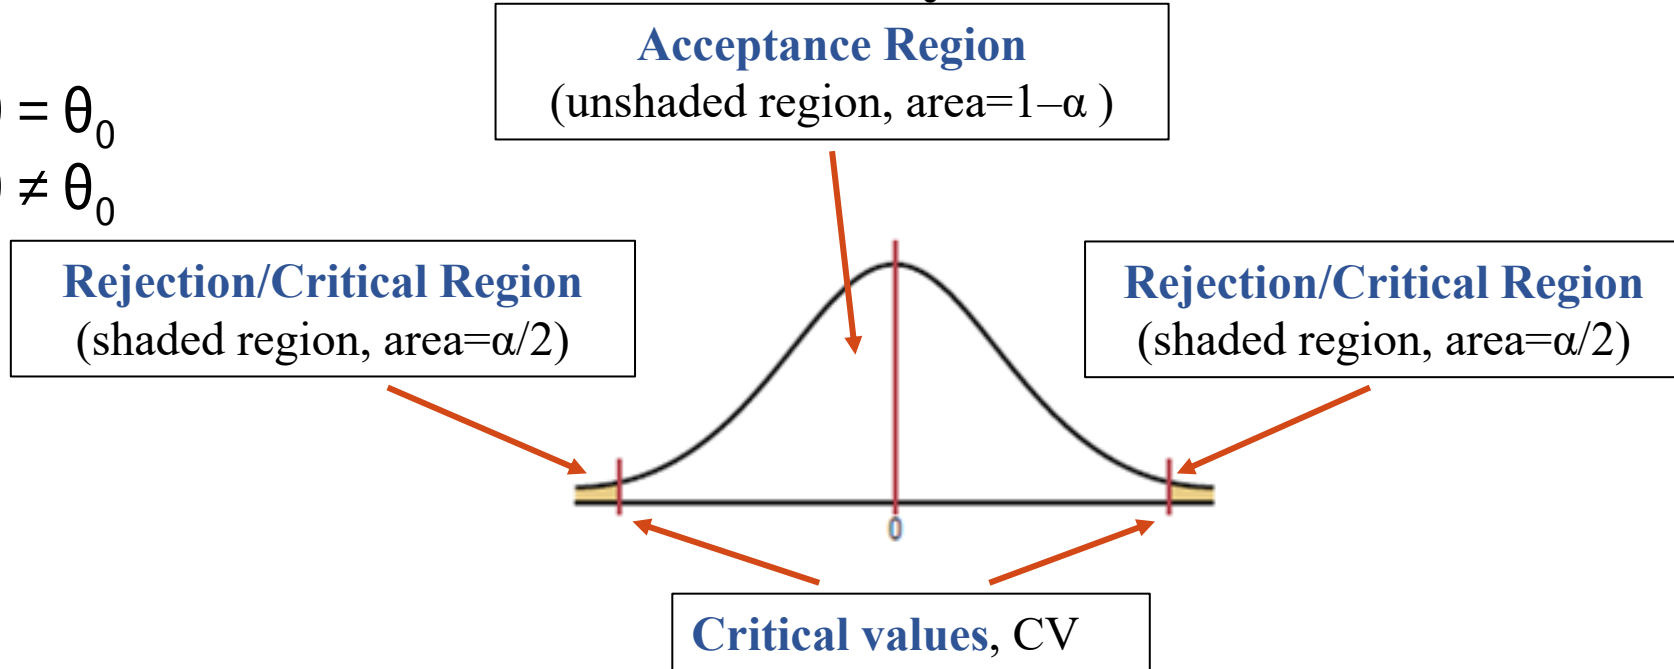 Acceptance Region
(unshaded region, area=1–α )
= θ0
≠ θ0
Rejection/Critical Region
(shaded region, area=α/2)
Rejection/Critical Region
(shaded region, area=α/2)
0
Critical values, CV